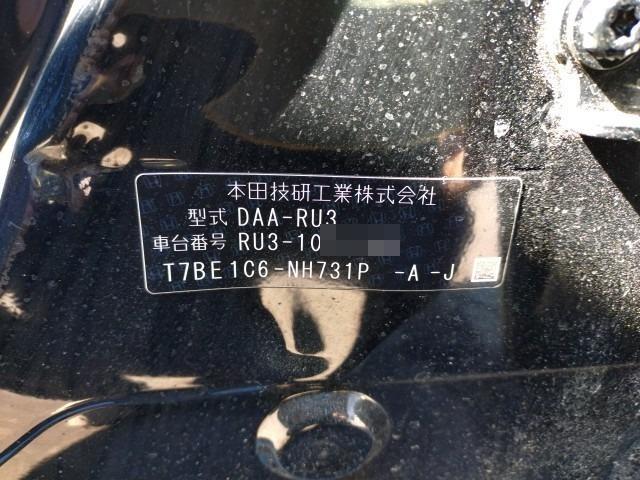 本田技研工業株式会社
型式 DAA-RU3
車台番号 RU3-10
T7BE1C6-NH731P -A -J